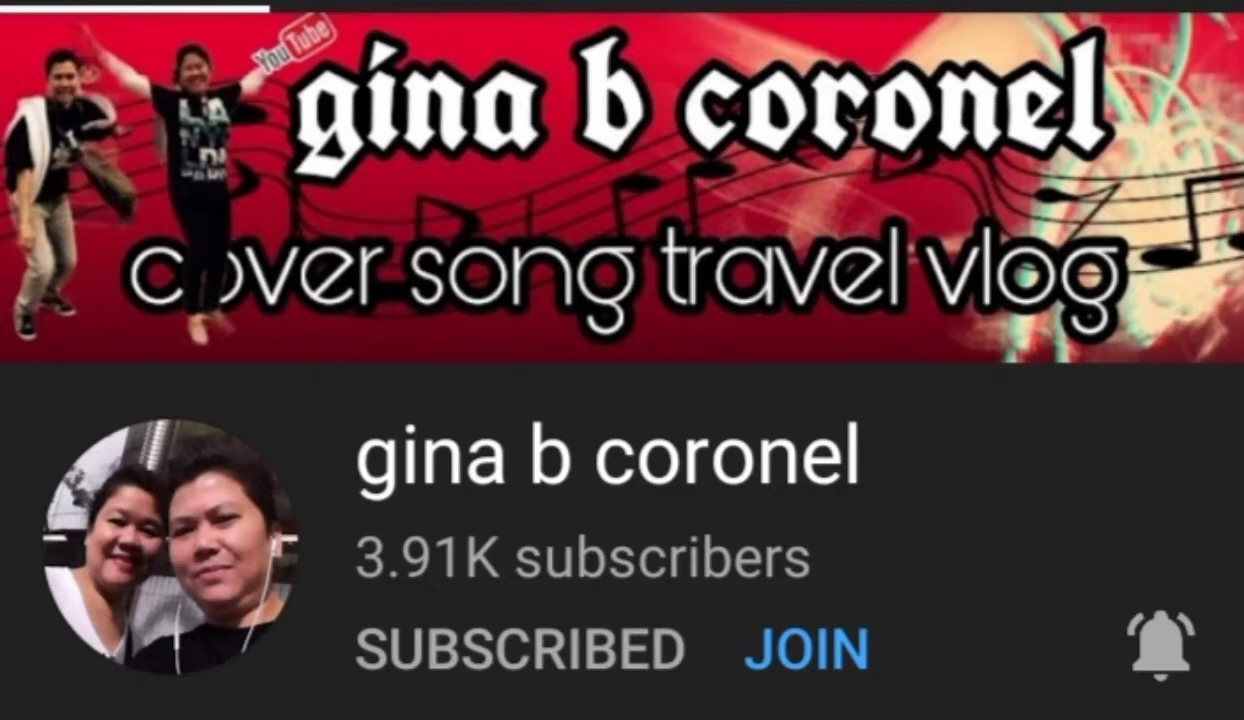 YouTube
gina b coronel
cover song travel vlog
gina b coronel
3.91K subscribers
SUBSCRIBED JOIN